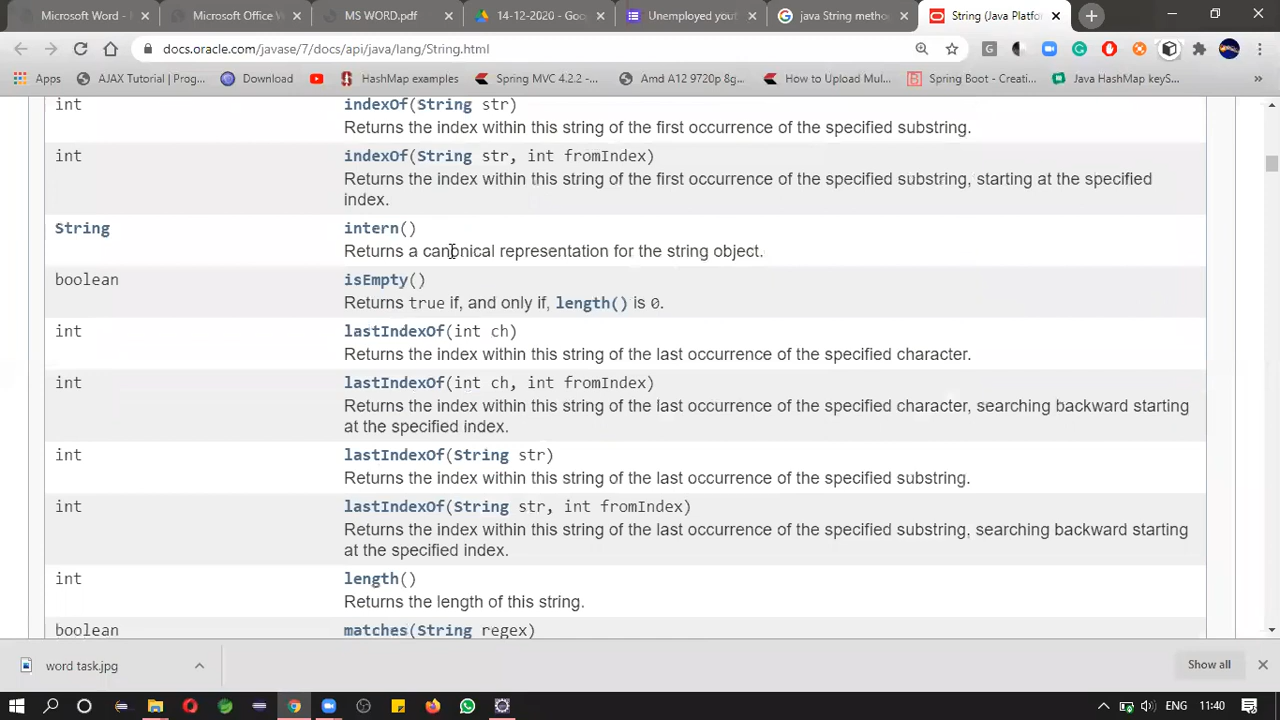 Microsoft Word -
Microsoft Office W
MS WORD.pdf
14-12-2020 - Goo
Unemployed yout
java String metho
String (Java Platfo
docs.oracle.com/javase/7/docs/api/java/lang/String.html
Apps
AJAX Tutorial | Prog...
Download
HashMap examples
Spring MVC 4.2.2 -...
Amd A12 9720p ...
How to Upload Mul...
Spring Boot - Creati...
Java HashMap keyS...
»
int
indexOf(String str)
Returns the index within this string of the first occurrence of the specified substring.
int
indexOf(String str, int fromIndex)
Returns the index within this string of the first occurrence of the specified substring, starting at the specified
index.
String
intern()
Returns a canonical representation for the string object.
boolean
isEmpty()
Returns true if, and only if, length() is 0.
int
lastIndexOf(int ch)
Returns the index within this string of the last occurrence of the specified character.
int
lastIndexOf(int ch, int fromIndex)
Returns the index within this string of the last occurrence of the specified character, searching backward starting
at the specified index.
int
lastIndexOf(String str)
Returns the index within this string of the last occurrence of the specified substring.
int
lastIndexOf(String str, int fromIndex)
Returns the index within this string of the last occurrence of the specified substring, searching backward starting
at the specified index.
int
length()
Returns the length of this string.
boolean
matches(String regex)
word task.jpg
Show all
ENG
11:40